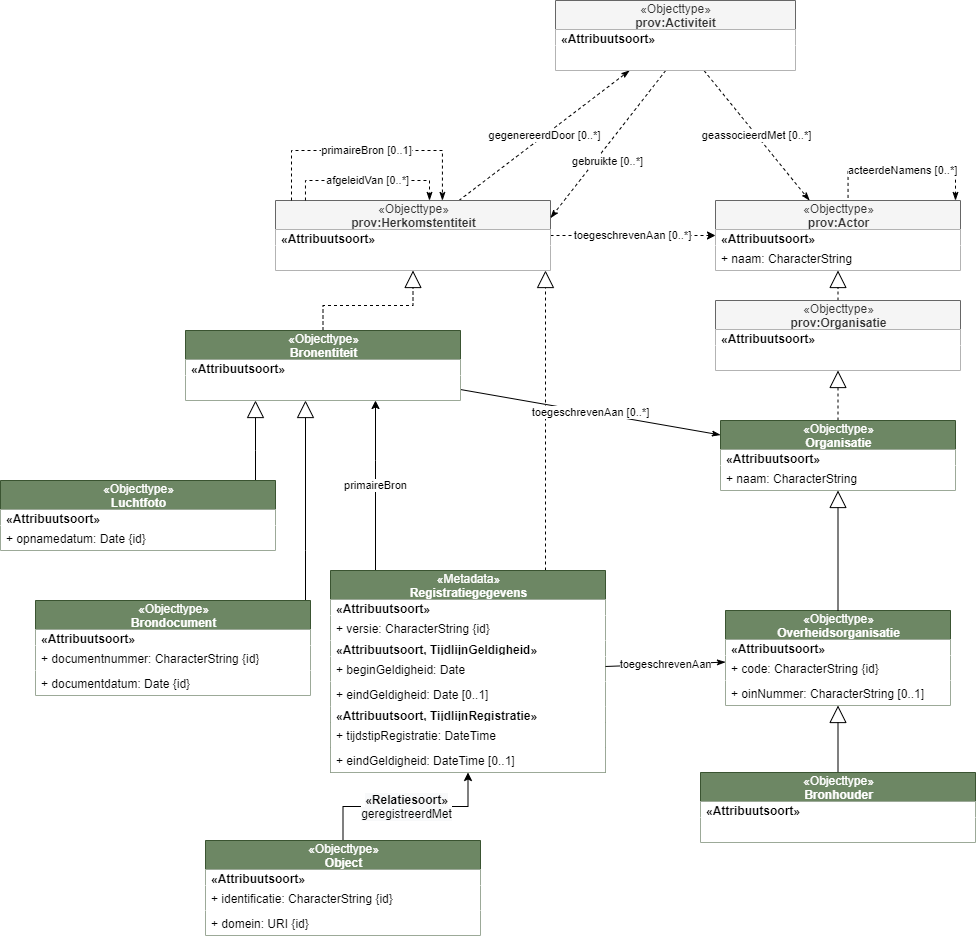 «Objecttype»
prov:Activiteit
«Attribuutsoort»
gegenereerdDoor [0..*]
geassocieerdMet [0..*]
primaireBron [0..1]
gebruikte [0..*]
acteerdeNamens [0..*]
afgeleidVan [0..*]
«Objecttype»
prov:Herkomstentiteit
«Attribuutsoort»
toegeschrevenAan [0..*]
«Objecttype»
prov:Actor
«Attribuutsoort»
+ naam: CharacterString
«Objecttype»
prov:Organisatie
«Attribuutsoort»
«Objecttype»
Bronentiteit
«Attribuutsoort»
toegeschrevenAan [0..*]
«Objecttype»
Organisatie
«Attribuutsoort»
+ naam: CharacterString
primaireBron
«Objecttype»
Luchtfoto
«Attribuutsoort»
+ opnamedatum: Date {id}
«Objecttype»
Brondocument
«Attribuutsoort»
+ documentnummer: CharacterString {id}
+ documentdatum: Date {id}
«Metadata»
Registratiegegevens
«Attribuutsoort»
+ versie: CharacterString {id}
«Attribuutsoort, TijdlijnGeldigheid»
+ beginGeldigheid: Date
+ eindGeldigheid: Date [0..1]
«Attribuutsoort, TijdlijnRegistratie»
+ tijdstipRegistratie: DateTime
+ eindGeldigheid: DateTime [0..1]
toegeschrevenAan
«Objecttype»
Overheidsorganisatie
«Attribuutsoort»
+ code: CharacterString {id}
+ oinNummer: CharacterString [0..1]
«Objecttype»
Bronhouder
«Attribuutsoort»
«Relatiesoort»
geregistreerdMet
«Objecttype»
Object
«Attribuutsoort»
+ identificatie: CharacterString {id}
+ domein: URI {id}